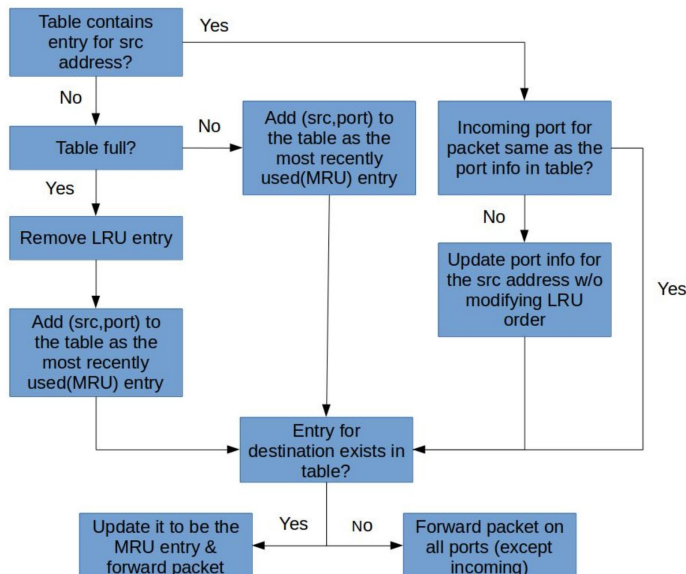 Table contains
entry for src
address?
Yes
No
Table full?
No
Add (src,port) to
the table as the
most recently
used(MRU) entry
Incoming port for
packet same as the
port info in table?
Yes
Remove LRU entry
No
Update port info for
the src address w/o
modifying LRU
order
Yes
Add (src,port) to
the table as the
most recently
used(MRU) entry
Entry for
destination exists in
table?
Yes
No
Update it to be the
MRU entry &
forward packet
Forward packet on
all ports (except
incoming)